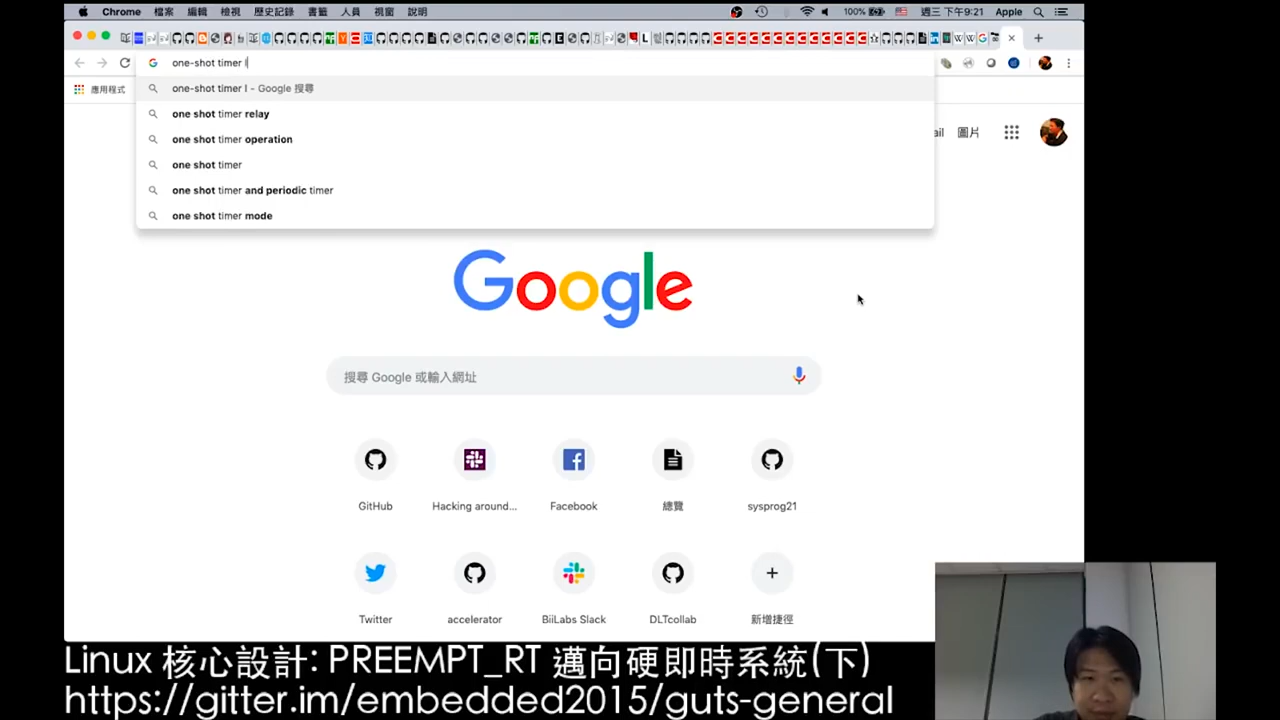 Chrome 檔案 編輯 檢視 歷史記錄 書籤 人員 視窗 說明 100% 週三 下午9:21 Apple
one-shot timer l
應用程式
one-shot timer l - Google 搜尋
one shot timer relay
one shot timer operation
ail 圖片
one shot timer
one shot timer and periodic timer
one shot timer mode
Google
搜尋 Google 或輸入網址
GitHub Hacking around... Facebook 總覽 sysprog21
Twitter accelerator BiiLabs Slack DLTcollab 新增捷徑
Linux 核心設計: PREEMPT_RT 邁向硬即時系統(下)
https://gitter.im/embedded2015/guts-general